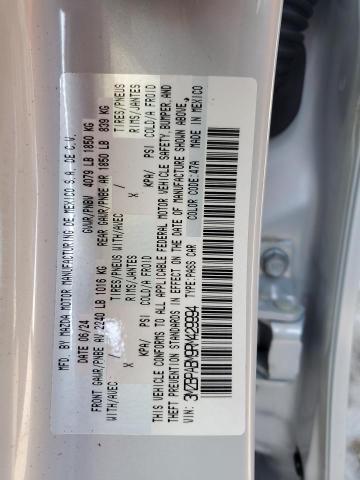 MFD. BY MAZDA MOTOR MANUFACTURING DE MEXICO S.A. DE C.V.
DATE 06/24 GVWR/PNBV 4079 LB 1850 KG
FRONT GAWR/PNBE AV 2240 LB 1016 KG REAR GAWR/PNBE AR 1850 LB 839 KG
WITH/AVEC / TIRES/PNEUS WITH/AVEC / TIRES/PNEUS
X RIMS/JANTES X RIMS/JANTES
KPA/ PSI COLD/A FROID KPA/ PSI COLD/A FROID
THIS VEHICLE CONFORMS TO ALL APPLICABLE FEDERAL MOTOR VEHICLE SAFETY, BUMPER, AND
THEFT PREVENTION STANDARDS IN EFFECT ON THE DATE OF MANUFACTURE SHOWN ABOVE.
VIN: 3MZBPABM9RM429394 TYPE: PASS CAR COLOR CODE: 47A MADE IN MEXICO